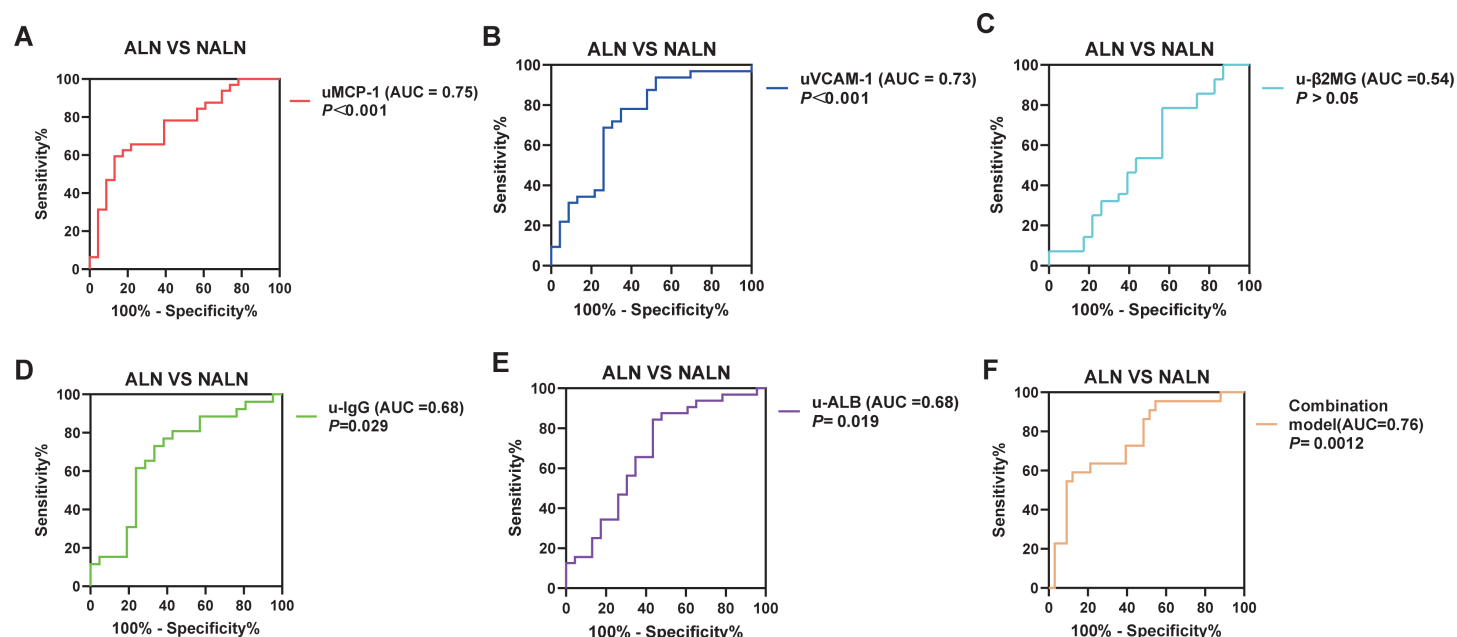 A
ALN VS NALN
100
80
60
40
20
0
Sensitivity%
0 20 40 60 80 100
100% - Specificity%
uMCP-1 (AUC = 0.75)
P<0.001
B
ALN VS NALN
100
80
60
40
20
0
Sensitivity%
0 20 40 60 80 100
100% - Specificity%
uVCAM-1 (AUC = 0.73)
P<0.001
C
ALN VS NALN
100
80
60
40
20
0
Sensitivity%
0 20 40 60 80 100
100% - Specificity%
u-β2MG (AUC =0.54)
P > 0.05
D
ALN VS NALN
100
80
60
40
20
0
Sensitivity%
0 20 40 60 80 100
100% - Specificity%
u-IgG (AUC =0.68)
P=0.029
E
ALN VS NALN
100
80
60
40
20
0
Sensitivity%
0 20 40 60 80 100
100% - Specificity%
u-ALB (AUC =0.68)
P= 0.019
F
ALN VS NALN
100
80
60
40
20
0
Sensitivity%
0 20 40 60 80 100
100% - Specificity%
Combination
model(AUC=0.76)
P= 0.0012